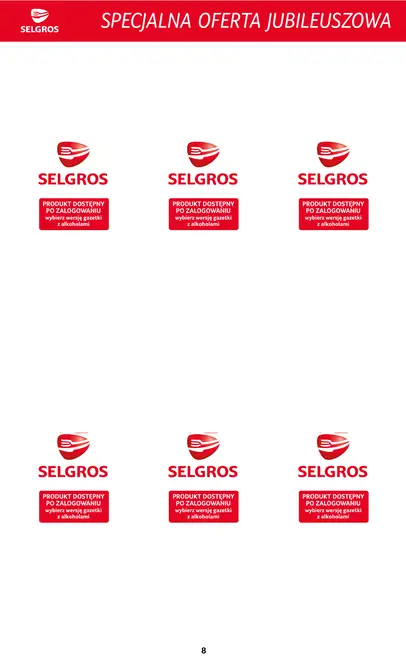 SELGROS
SPECJALNA OFERTA JUBILEUSZOWA
SELGROS
PRODUKT DOSTĘPNY
PO ZALOGOWANIU
wybierz wersję gazetki
z alkoholami
SELGROS
PRODUKT DOSTĘPNY
PO ZALOGOWANIU
wybierz wersję gazetki
z alkoholami
SELGROS
PRODUKT DOSTĘPNY
PO ZALOGOWANIU
wybierz wersję gazetki
z alkoholami
SELGROS
PRODUKT DOSTĘPNY
PO ZALOGOWANIU
wybierz wersję gazetki
z alkoholami
SELGROS
PRODUKT DOSTĘPNY
PO ZALOGOWANIU
wybierz wersję gazetki
z alkoholami
SELGROS
PRODUKT DOSTĘPNY
PO ZALOGOWANIU
wybierz wersję gazetki
z alkoholami
8